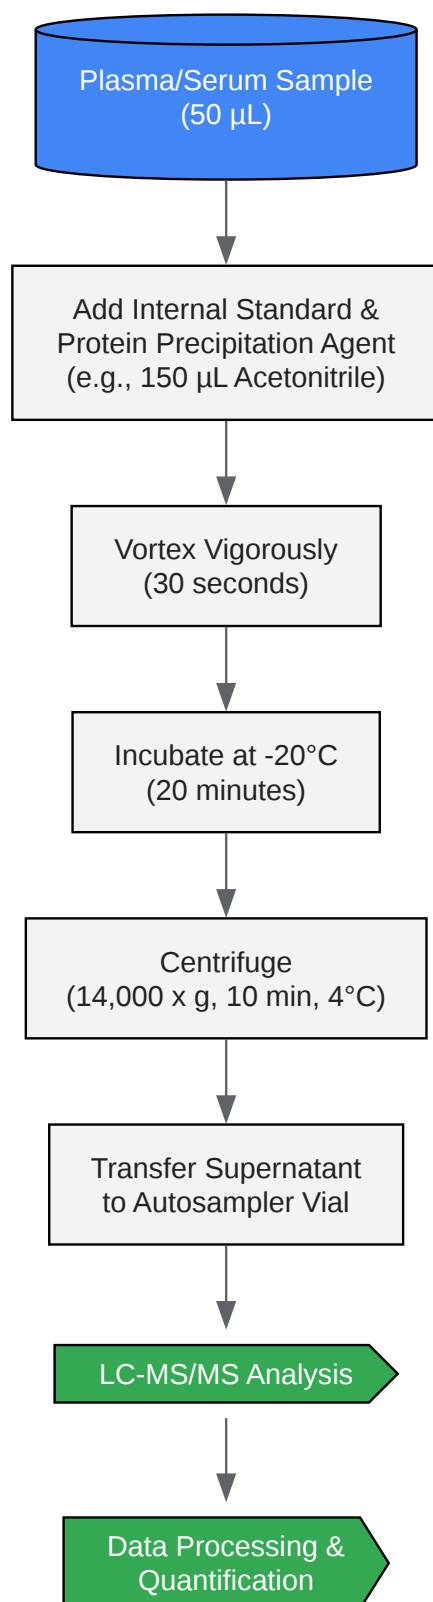 Plasma/Serum Sample
(50 µL)
Add Internal Standard &
Protein Precipitation Agent
(e.g., 150 µL Acetonitrile)
Vortex Vigorously
(30 seconds)
Incubate at -20°C
(20 minutes)
Centrifuge
(14,000 x g, 10 min, 4°C)
Transfer Supernatant
to Autosampler Vial
LC-MS/MS Analysis
Data Processing &
Quantification